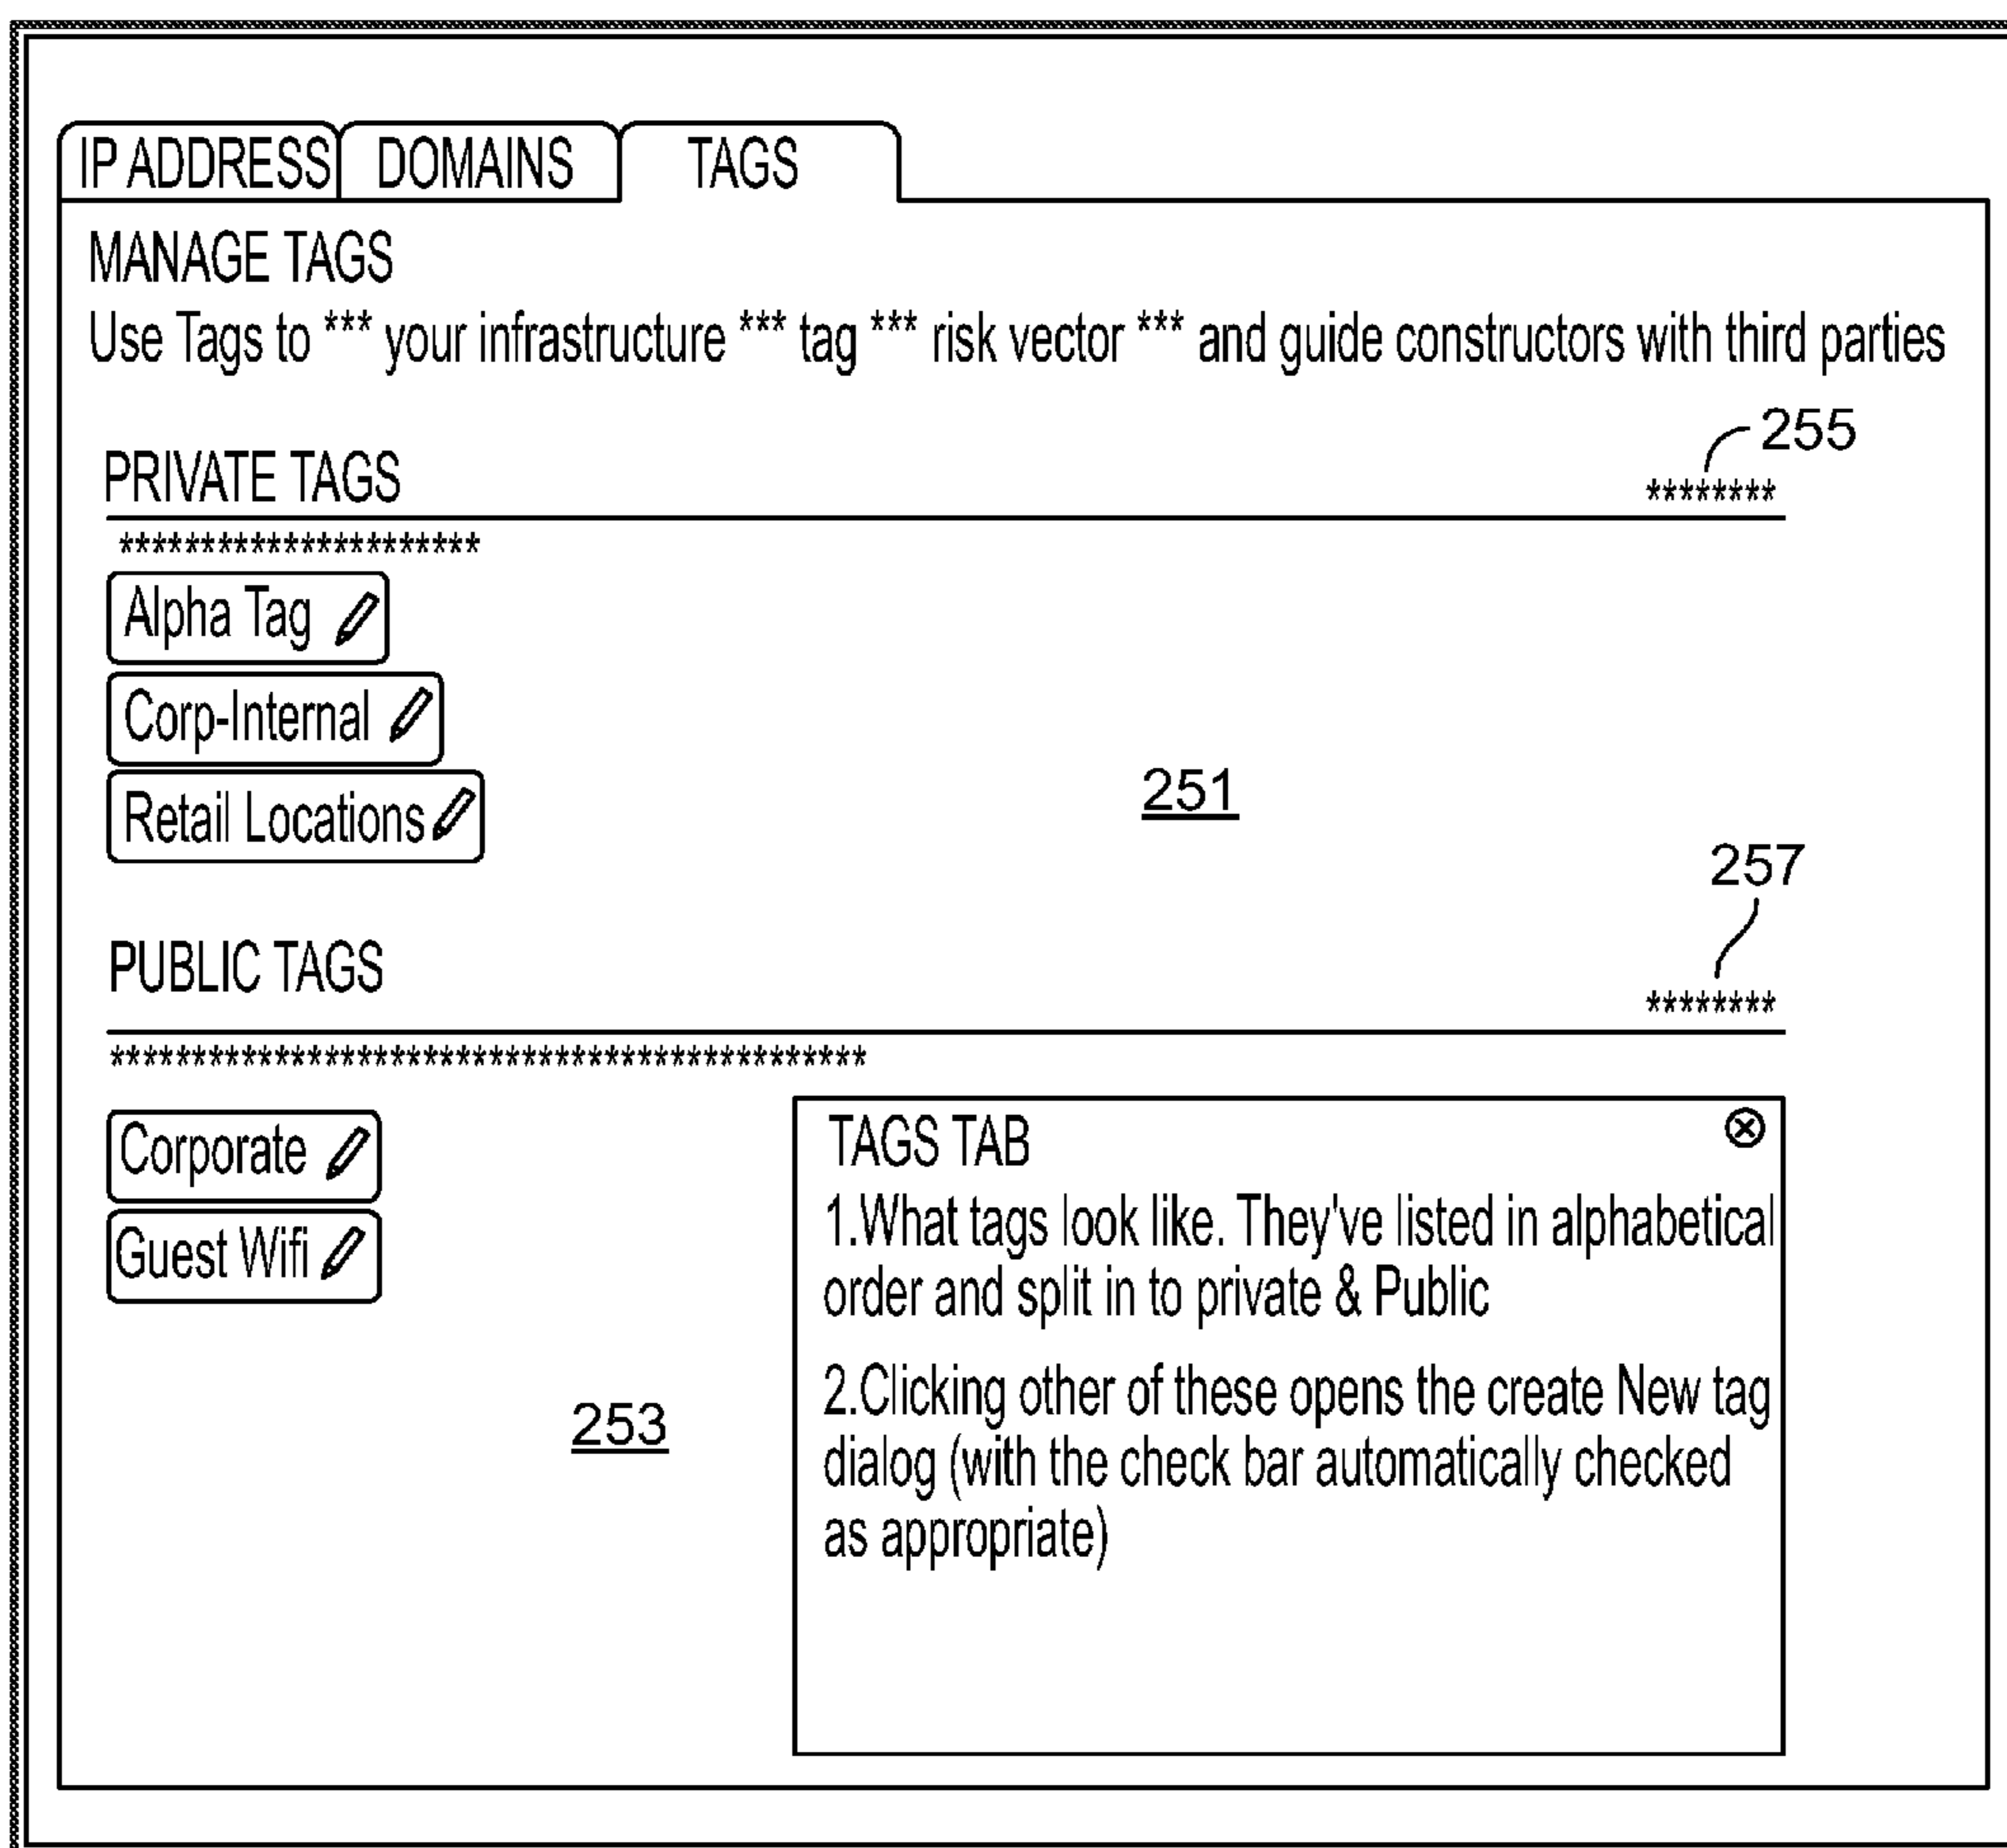 IP ADDRESS DOMAINS TAGS
MANAGE TAGS
Use Tags to *** your infrastructure *** tag *** risk vector *** and guide constructors with third parties
255
PRIVATE TAGS ********
**********************
Alpha Tag
Corp-Internal
Retail Locations
251
257
PUBLIC TAGS
********
**********************************************
Corporate
Guest Wifi
TAGS TAB
1.What tags look like. They've listed in alphabetical
order and split in to private & Public
2.Clicking other of these opens the create New tag
dialog (with the check bar automatically checked
as appropriate)
253